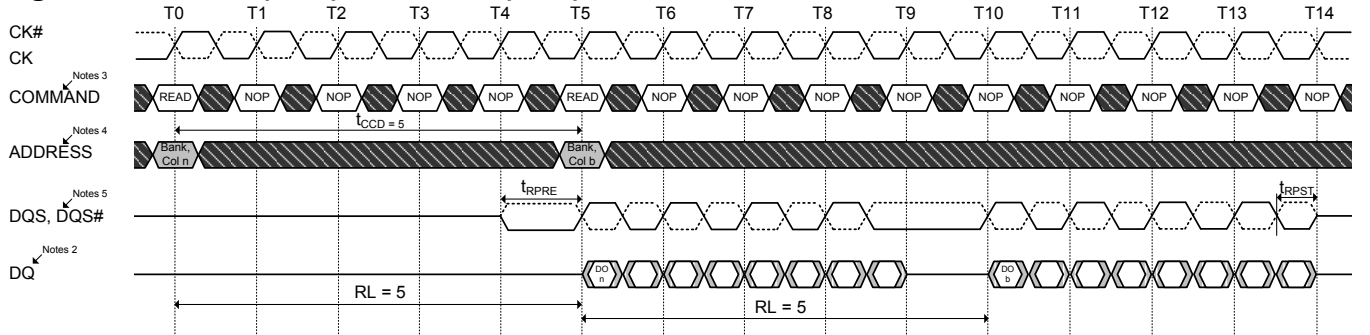 T0 T1 T2 T3 T4 T5 T6 T7 T8 T9 T10 T11 T12 T13 T14
CK#
CK
Notes 3
COMMAND READ NOP NOP NOP NOP READ NOP NOP NOP NOP NOP NOP NOP NOP NOP
tCCD = 5
Notes 4
ADDRESS
Bank, Col n
Bank, Col b
Notes 5
DQS, DQS#
tRPRE
tRPST
Notes 2
DQ
DO n
DO b
RL = 5
RL = 5